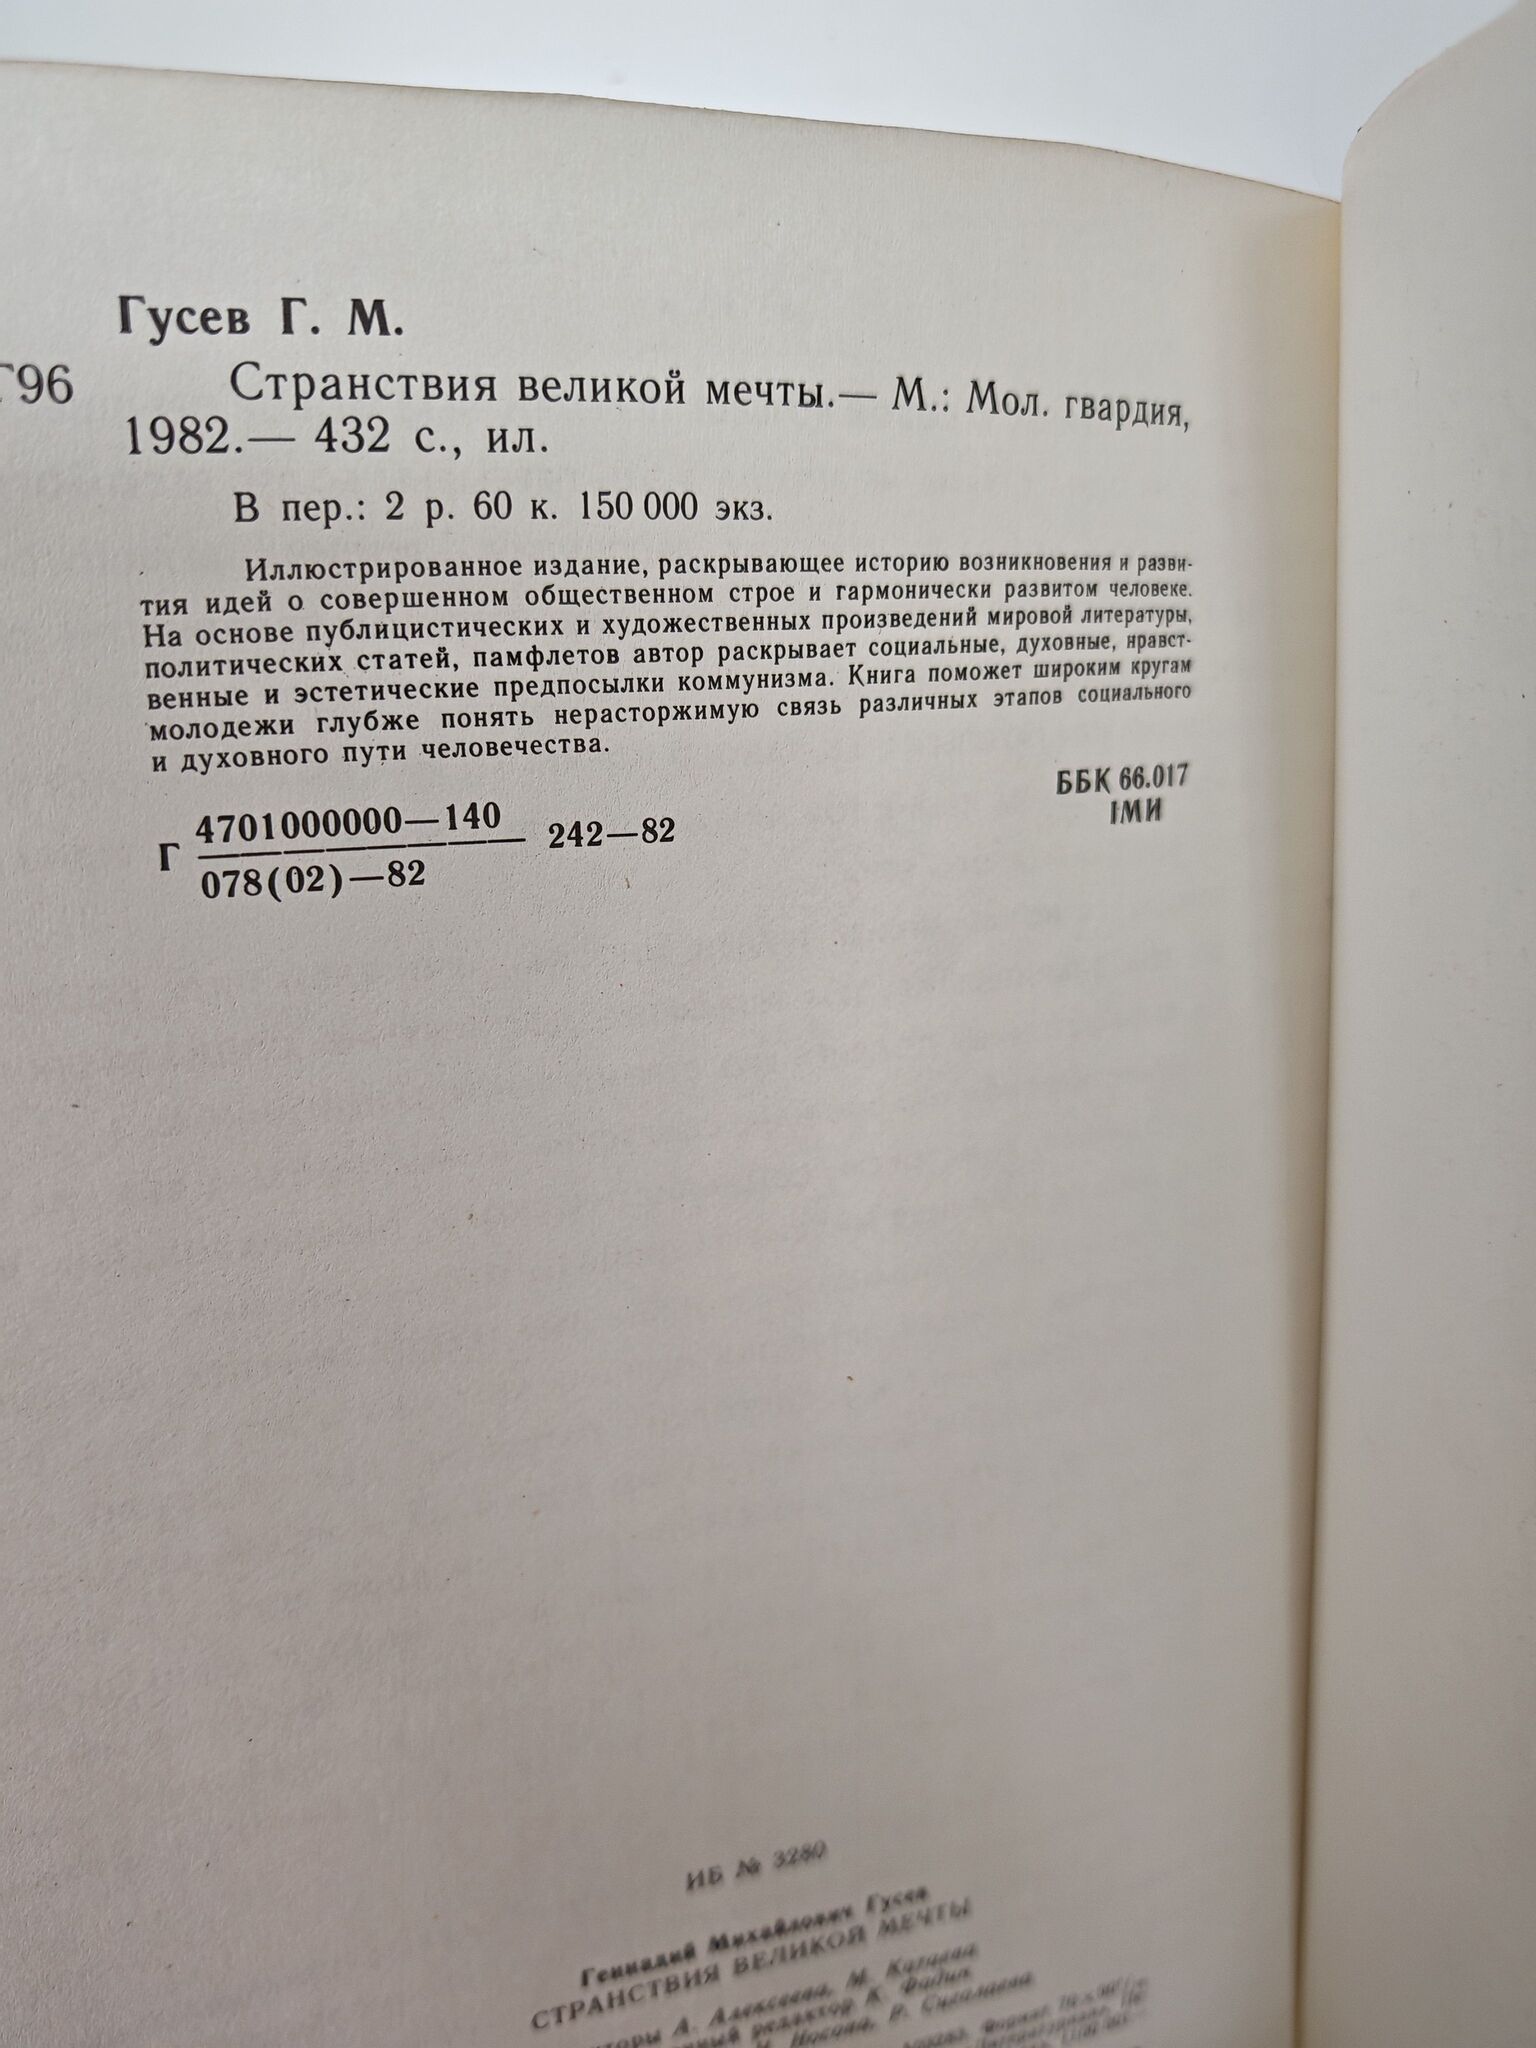 Гусев Г. М.
Г96 Странствия великой мечты.— М.: Мол. гвардия,
1982.— 432 с., ил.
В пер.: 2 р. 60 к. 150 000 экз.
Иллюстрированное издание, раскрывающее историю возникновения и разви-
тия идей о совершенном общественном строе и гармонически развитом человеке.
На основе публицистических и художественных произведений мировой литературы,
политических статей, памфлетов автор раскрывает социальные, духовные, нравст-
венные и эстетические предпосылки коммунизма. Книга поможет широким кругам
молодежи глубже понять нерасторжимую связь различных этапов социального
и духовного пути человечества.
ББК 66.017
1МИ
Г 4701000000—140 242—82
078(02)—82
ИБ № 3280
Геннадий Михайлович Гусев
СТРАНСТВИЯ ВЕЛИКОЙ МЕЧТЫ
А. Алексеева, М.
редактор К. Фадин
Носова,